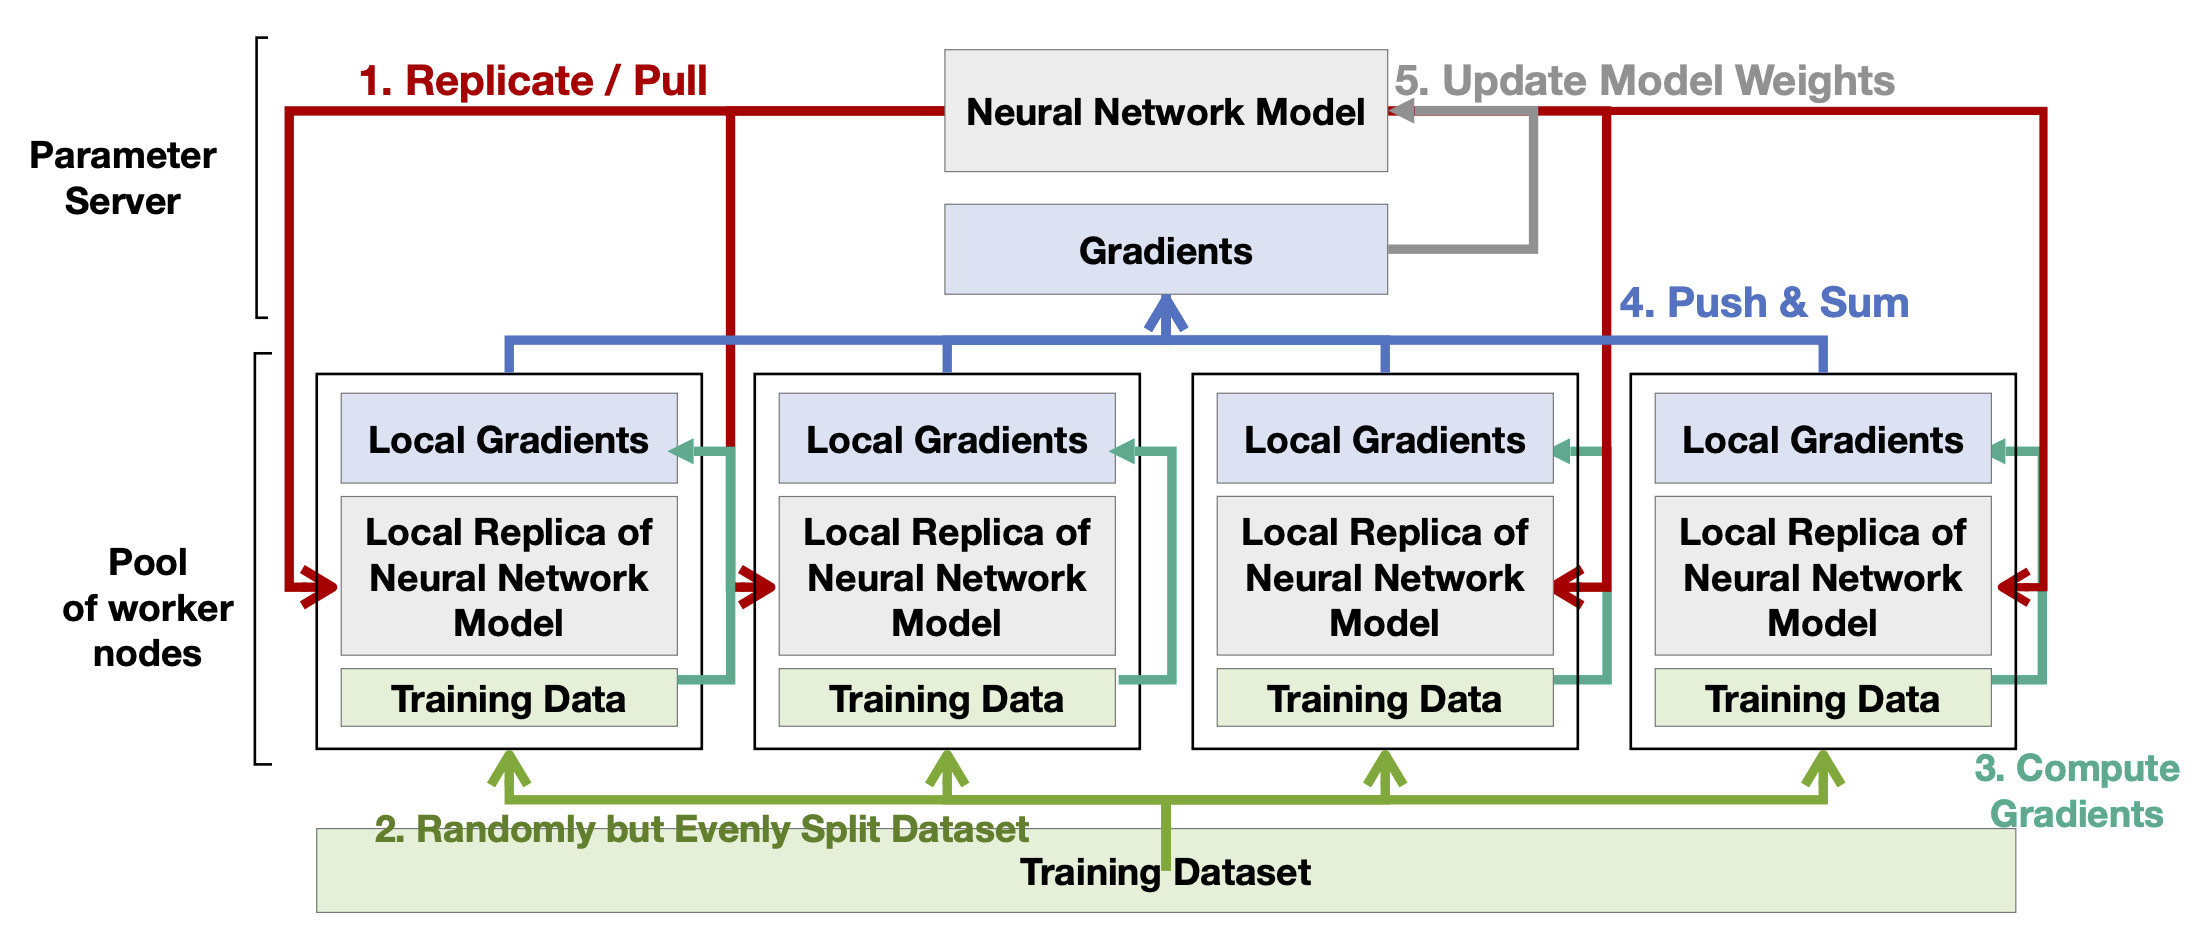 1. Replicate / Pull
5. Update Model Weights
Neural Network Model
Parameter
Server
Gradients
4. Push & Sum
Pool
of worker
nodes
Local Gradients
Local Replica of
Neural Network
Model
Training Data
Local Gradients
Local Replica of
Neural Network
Model
Training Data
Local Gradients
Local Replica of
Neural Network
Model
Training Data
Local Gradients
Local Replica of
Neural Network
Model
Training Data
3. Compute
Gradients
2. Randomly but Evenly Split Dataset
Training Dataset